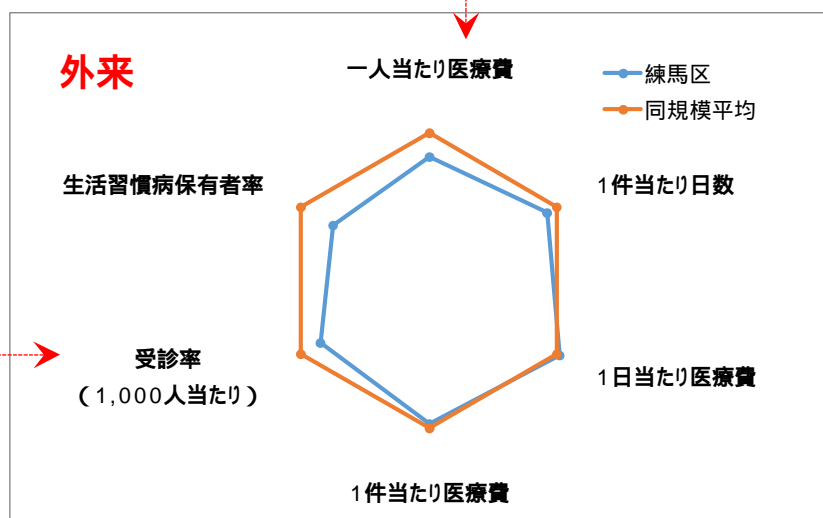 外来
一人当たり医療費
練馬区
同規模平均
生活習慣病保有者率
1件当たり日数
受診率
（1,000人当たり）
1日当たり医療費
1件当たり医療費